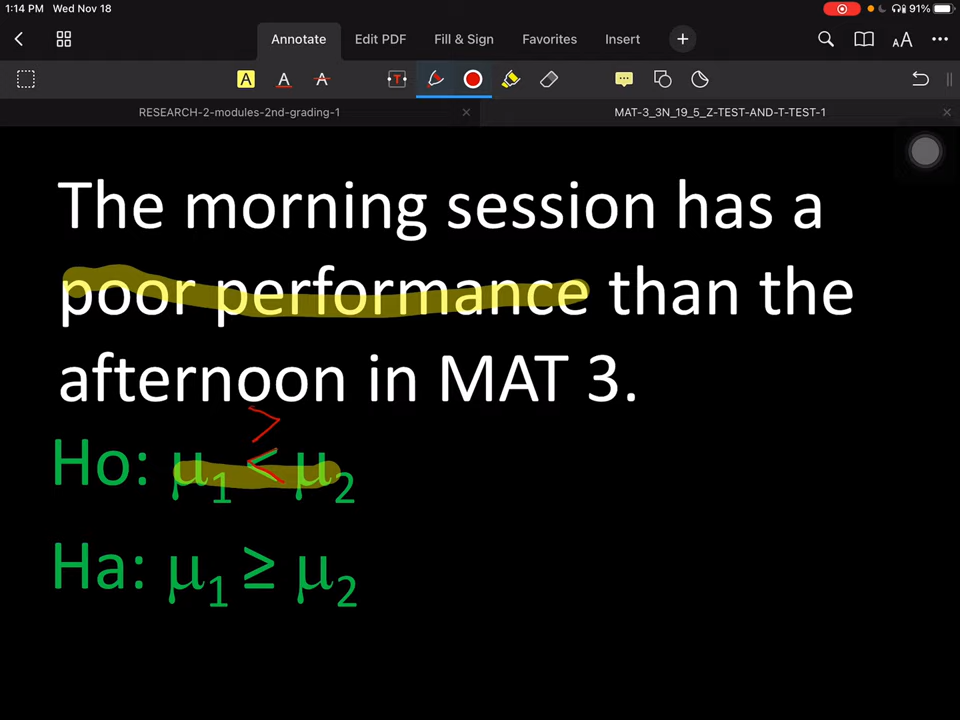 1:14 PM Wed Nov 18 91%
Annotate Edit PDF Fill & Sign Favorites Insert
A A A T AA
RESEARCH-2-modules-2nd-grading-1 MAT-3_3N_19_5_Z-TEST-AND-T-TEST-1
The morning session has a
poor performance than the
afternoon in MAT 3.
>
Ho: μ₁ < μ₂
Ha: μ₁ ≥ μ₂